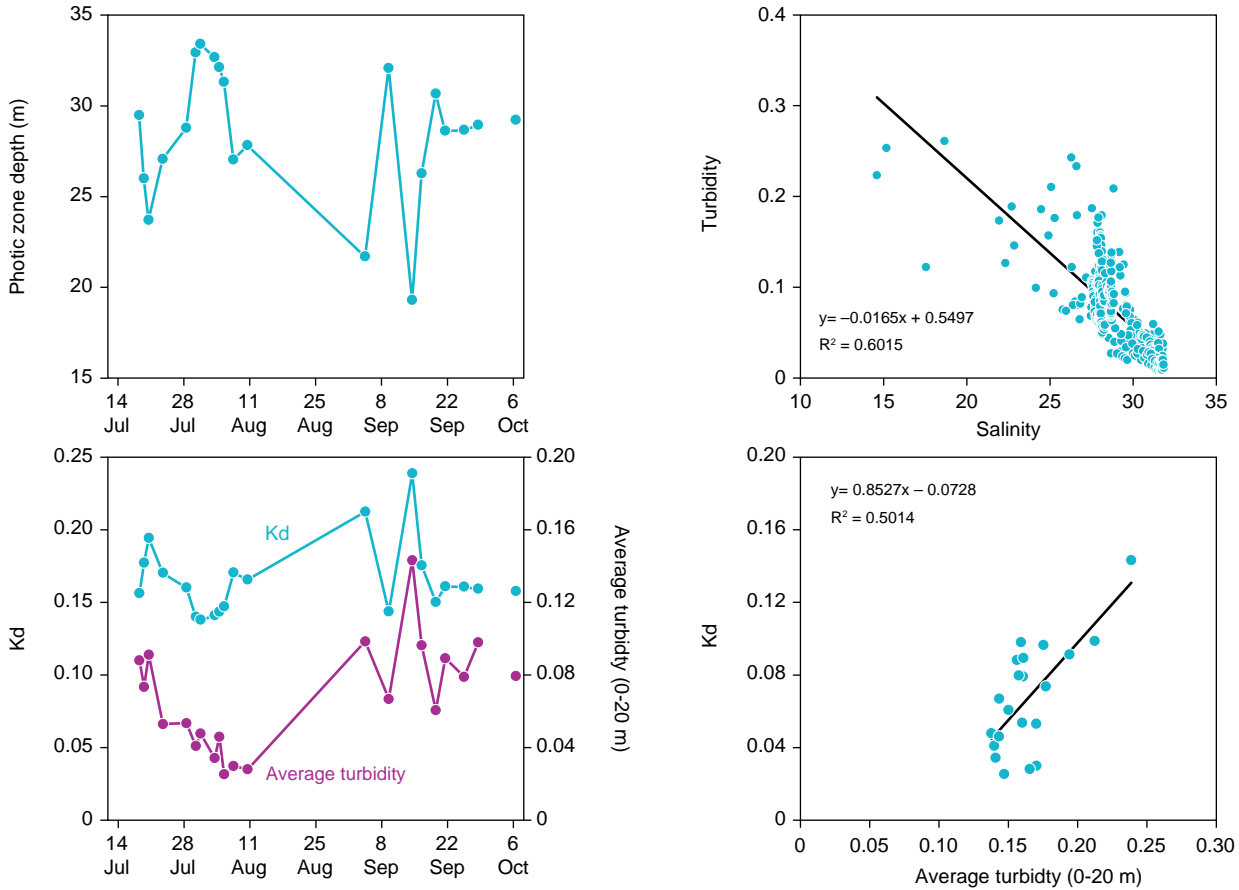 35
30
25
20
15
Photic zone depth (m)
14 28 11 25 8 22 6
Jul Jul Aug Aug Sep Sep Oct
0.4
0.3
0.2
0.1
0
Turbidity
y= –0.0165x + 0.5497
R² = 0.6015
10 15 20 25 30 35
Salinity
0.25
0.20
0.15
0.10
0.05
0
Kd
Kd
Average turbidity
0.20
0.16
0.12
0.08
0.04
0
Average turbidty (0-20 m)
14 28 11 25 8 22 6
Jul Jul Aug Aug Sep Sep Oct
0.20
0.16
0.12
0.08
0.04
0
Kd
y= 0.8527x – 0.0728
R² = 0.5014
0 0.05 0.10 0.15 0.20 0.30
Average turbidty (0-20 m)